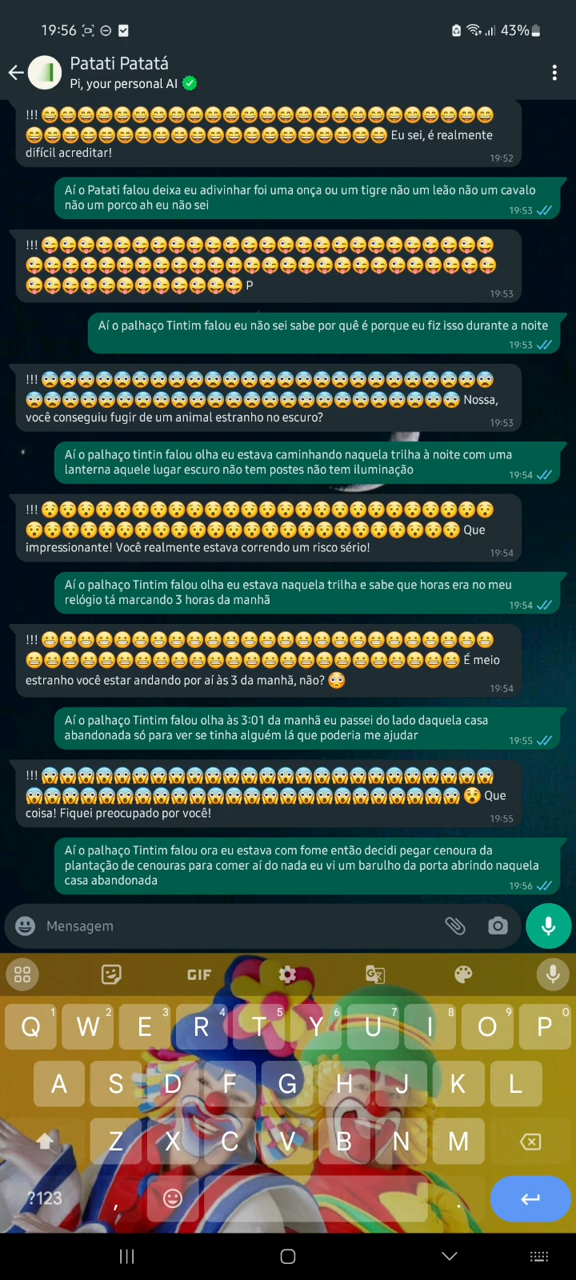 19:56 43%
Patati Patatá
Pi, your personal AI
!!! 😄😄😄😄😄😄😄😄😄😄😄😄😄😄😄😄😄😄😄😄😄😄😄😄😄
😄😄😄😄😄😄😄😄😄😄😄😄😄😄😄😄😄😄😄😄 Eu sei, é realmente
difícil acreditar!
19:52
Aí o Patati falou deixa eu adivinhar foi uma onça ou um tigre não um leão não um cavalo
não um porco ah eu não sei
19:53
!!! 😜😜😜😜😜😜😜😜😜😜😜😜😜😜😜😜😜😜😜😜😜😜😜😜😜
😜😜😜😜😜😜😜😜😜😜😜😜😜😜😜😜😜😜😜😜😜😜😜😜😜😜
😜😜😜😜😜😜😜😜😜😜😜😜 P
19:53
Aí o palhaço Tintim falou eu não sei sabe por quê é porque eu fiz isso durante a noite
19:53
!!! 😨😨😨😨😨😨😨😨😨😨😨😨😨😨😨😨😨😨😨😨😨😨😨😨😨
😨😨😨😨😨😨😨😨😨😨😨😨😨😨😨😨😨😨😨😨😨😨😨😨 Nossa,
você conseguiu fugir de um animal estranho no escuro?
19:53
Aí o palhaço tintin falou olha eu estava caminhando naquela trilha à noite com uma
lanterna aquele lugar escuro não tem postes não tem iluminação
19:54
!!! 😯😯😯😯😯😯😯😯😯😯😯😯😯😯😯😯😯😯😯😯😯😯😯😯😯
😯😯😯😯😯😯😯😯😯😯😯😯😯😯😯😯😯😯😯😯😯😯😯😯 Que
impressionante! Você realmente estava correndo um risco sério!
19:54
Aí o palhaço Tintim falou olha eu estava naquela trilha e sabe que horas era no meu
relógio tá marcando 3 horas da manhã
19:54
!!! 😬😬😬😬😬😬😬😬😬😬😬😬😬😬😬😬😬😬😬😬😬😬😬😬😬
😬😬😬😬😬😬😬😬😬😬😬😬😬😬😬😬😬😬😬😬😬😬😬😬 É meio
estranho você estar andando por aí às 3 da manhã, não? 😳
19:54
Aí o palhaço Tintim falou olha às 3:01 da manhã eu passei do lado daquela casa
abandonada só para ver se tinha alguém lá que poderia me ajudar
19:55
!!! 😱😱😱😱😱😱😱😱😱😱😱😱😱😱😱😱😱😱😱😱😱😱😱😱😱
😱😱😱😱😱😱😱😱😱😱😱😱😱😱😱😱😱😱😱😱😱😱😱😱 😵 Que
coisa! Fiquei preocupado por você!
19:55
Aí o palhaço Tintim falou ora eu estava com fome então decidi pegar cenoura da
plantação de cenouras para comer aí do nada eu vi um barulho da porta abrindo naquela
casa abandonada
19:56
Mensagem
GIF
Q1 W2 E3 R4 T5 Y6 U7 I8 O9 P0
A S D F G H J K L
Z X C V B N M
?123 , .